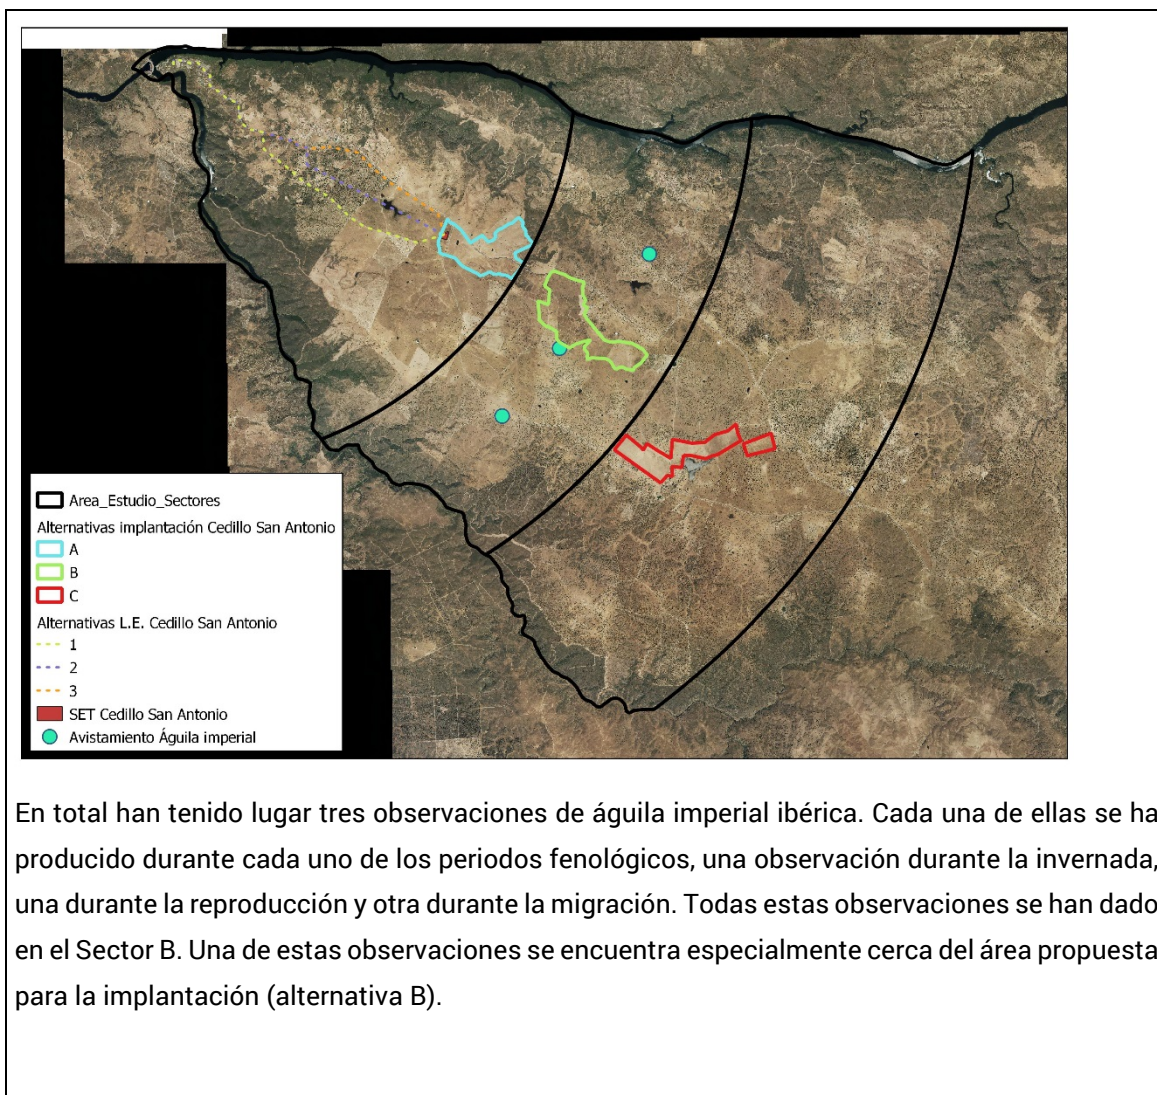 Area_Estudio_Sectores
Alternativas implantación Cedillo San Antonio
A
B
C
Alternativas L.E. Cedillo San Antonio
1
2
3
SET Cedillo San Antonio
Avistamiento Águila imperial
En total han tenido lugar tres observaciones de águila imperial ibérica. Cada una de ellas se ha
producido durante cada uno de los periodos fenológicos, una observación durante la invernada,
una durante la reproducción y otra durante la migración. Todas estas observaciones se han dado
en el Sector B. Una de estas observaciones se encuentra especialmente cerca del área propuesta
para la implantación (alternativa B).